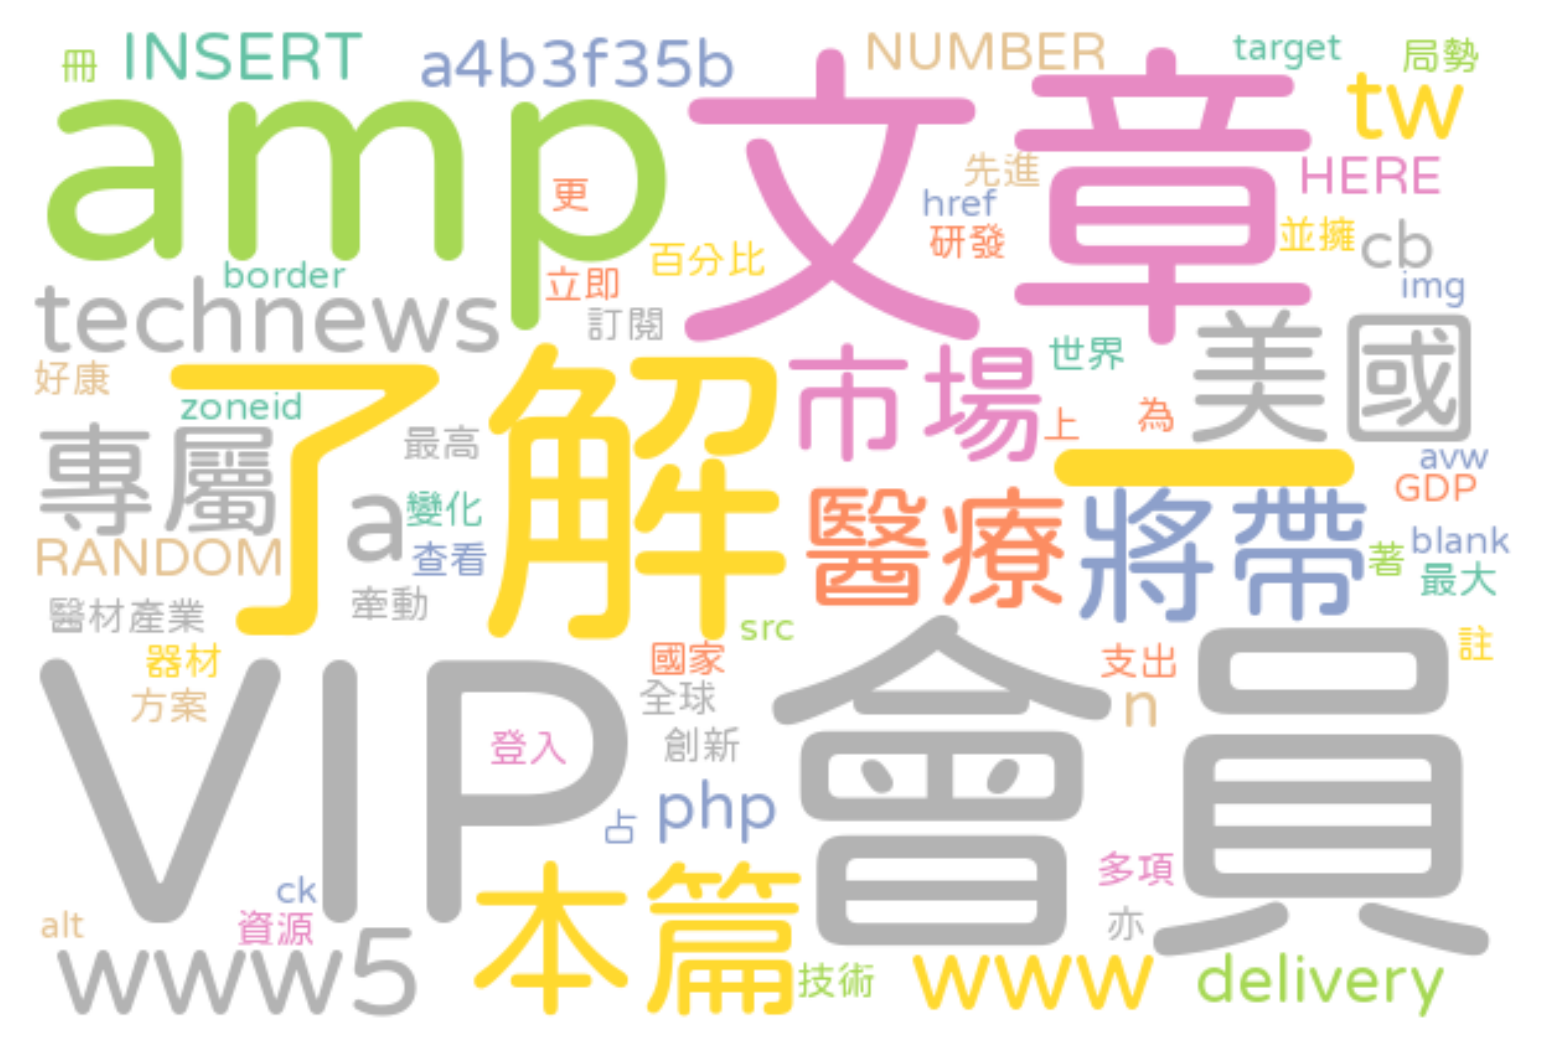 冊 INSERT a4b3f35b NUMBER target 局勢
amp 文章 tw
更 先進 HERE
href
研發 並擁 cb
border 立即 百分比 img
technews 訂閱
好康 了解 市場 世界 美國
zoneid 上 為
專屬 最高 一 avw
GDP
a 變化 醫療 將帶
RANDOM 查看 著 blank
最大
醫材產業 牽動
src
器材 國家 支出 註
方案 全球 n
VIP 會員
登入 創新
占 php
ck 本篇 多項
alt 資源 亦
www5 技術 www delivery